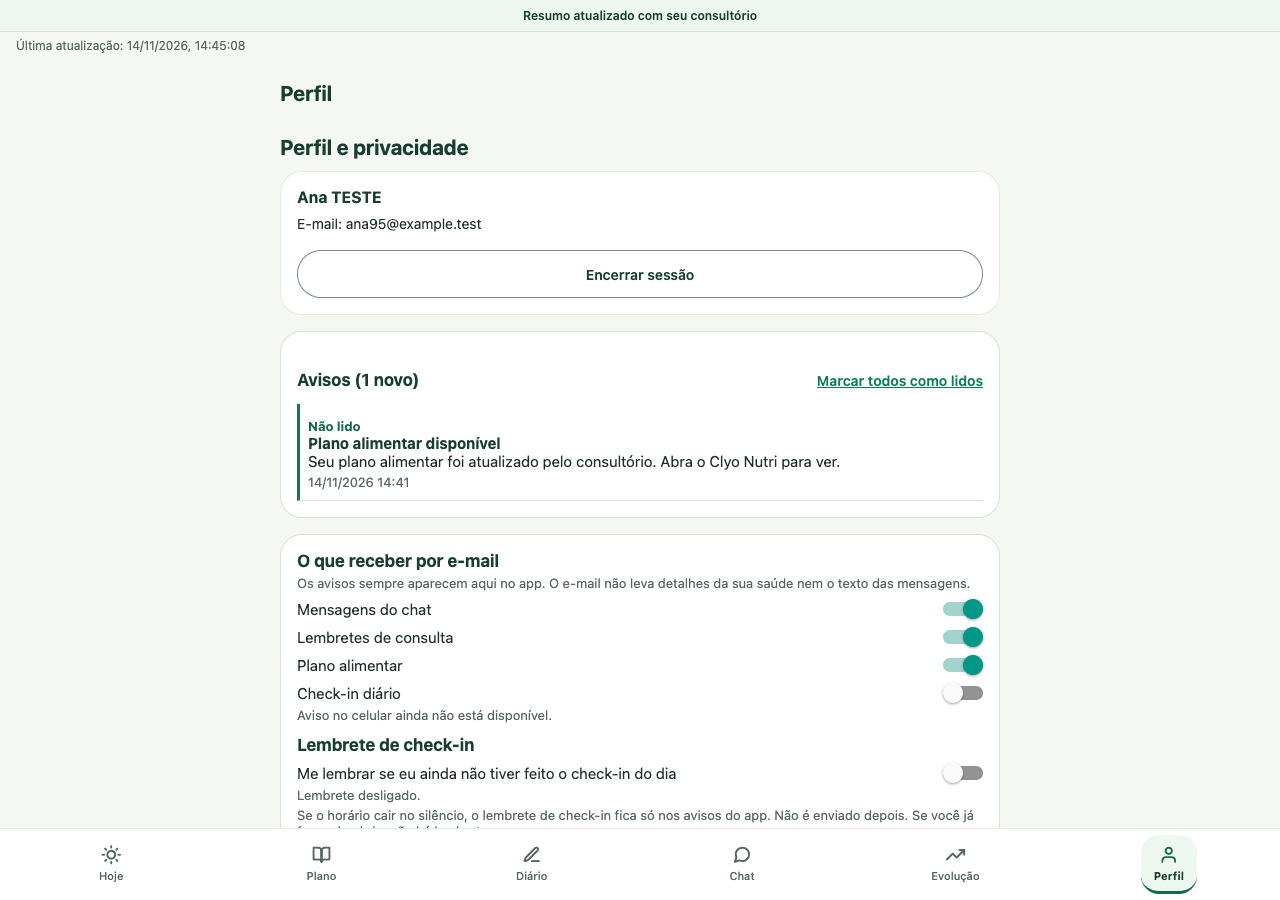 Resumo atualizado com seu consultório
Última atualização: 14/11/2026, 14:45:08
Perfil
Perfil e privacidade
Ana TESTE
E-mail: ana95@example.test
Encerrar sessão
Avisos (1 novo)
Marcar todos como lidos
Não lido
Plano alimentar disponível
Seu plano alimentar foi atualizado pelo consultório. Abra o Clyo Nutri para ver.
14/11/2026 14:41
O que receber por e-mail
Os avisos sempre aparecem aqui no app. O e-mail não leva detalhes da sua saúde nem o texto das mensagens.
Mensagens do chat
Lembretes de consulta
Plano alimentar
Check-in diário
Aviso no celular ainda não está disponível.
Lembrete de check-in
Me lembrar se eu ainda não tiver feito o check-in do dia
Lembrete desligado.
Se o horário cair no silêncio, o lembrete de check-in fica só nos avisos do app. Não é enviado depois. Se você já
Hoje
Plano
Diário
Chat
Evolução
Perfil